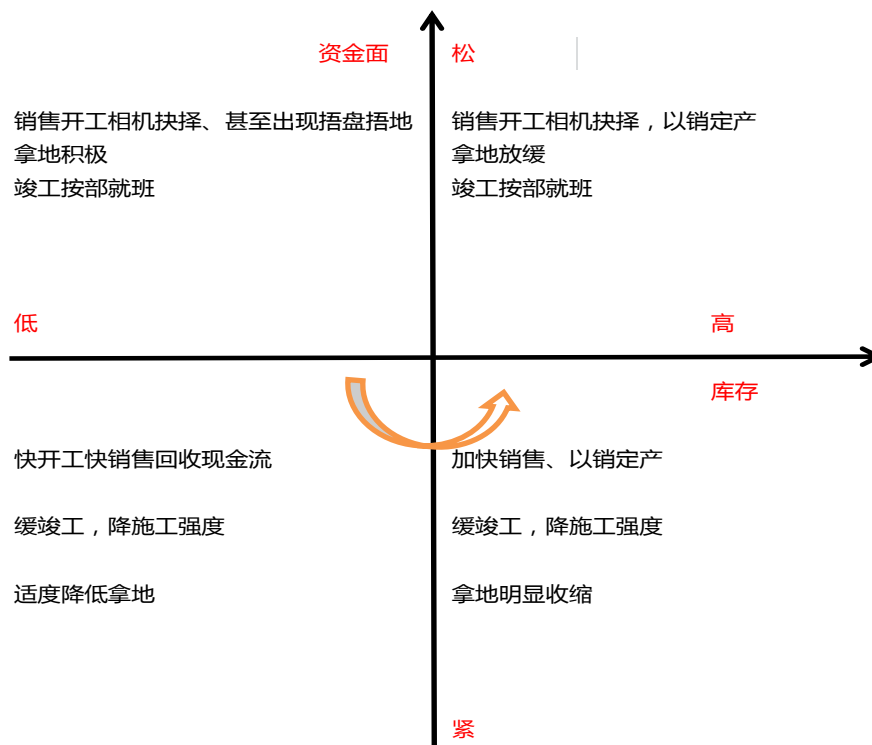 资金面 松
销售开工相机抉择、甚至出现捂盘捂地
拿地积极
竣工按部就班
销售开工相机抉择，以销定产
拿地放缓
竣工按部就班
低
高
库存
快开工快销售回收现金流
缓竣工，降施工强度
适度降低拿地
加快销售、以销定产
缓竣工，降施工强度
拿地明显收缩
紧